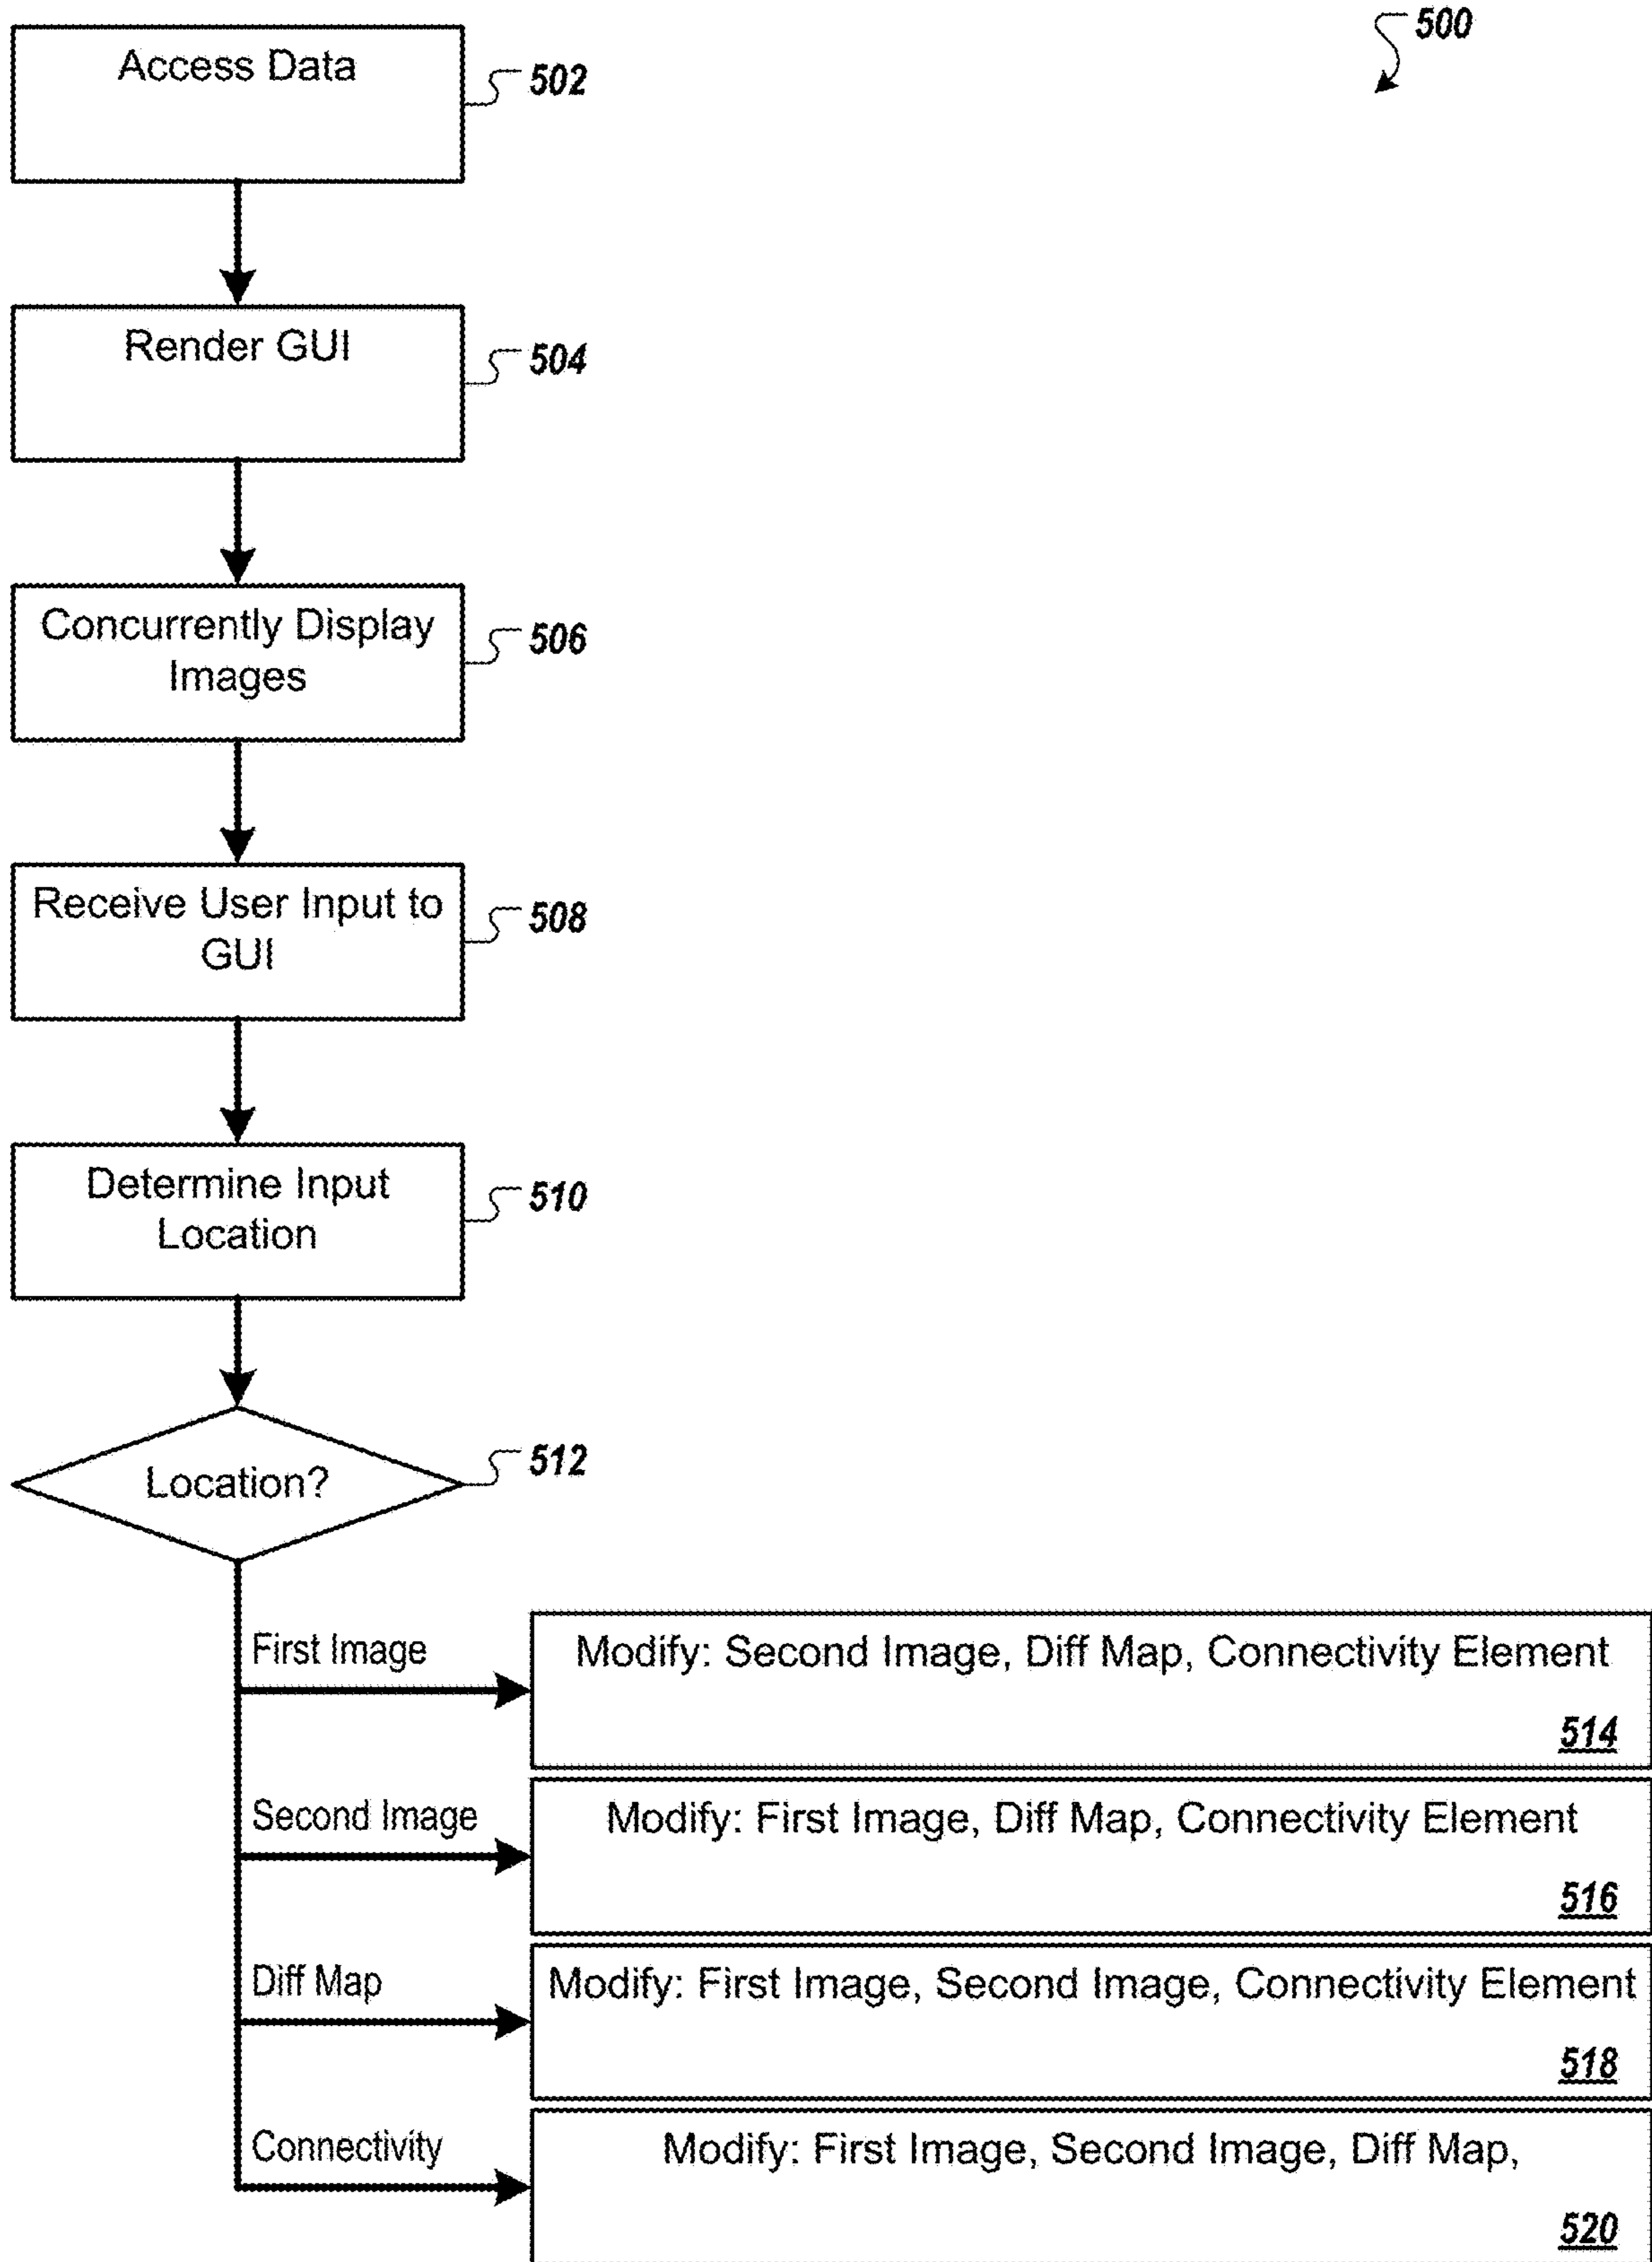 500
Access Data
502
Render GUI
504
Concurrently Display
Images
506
Receive User Input to
GUI
508
Determine Input
Location
510
Location?
512
First Image
Modify: Second Image, Diff Map, Connectivity Element
514
Second Image
Modify: First Image, Diff Map, Connectivity Element
516
Diff Map
Modify: First Image, Second Image, Connectivity Element
518
Connectivity
Modify: First Image, Second Image, Diff Map,
520